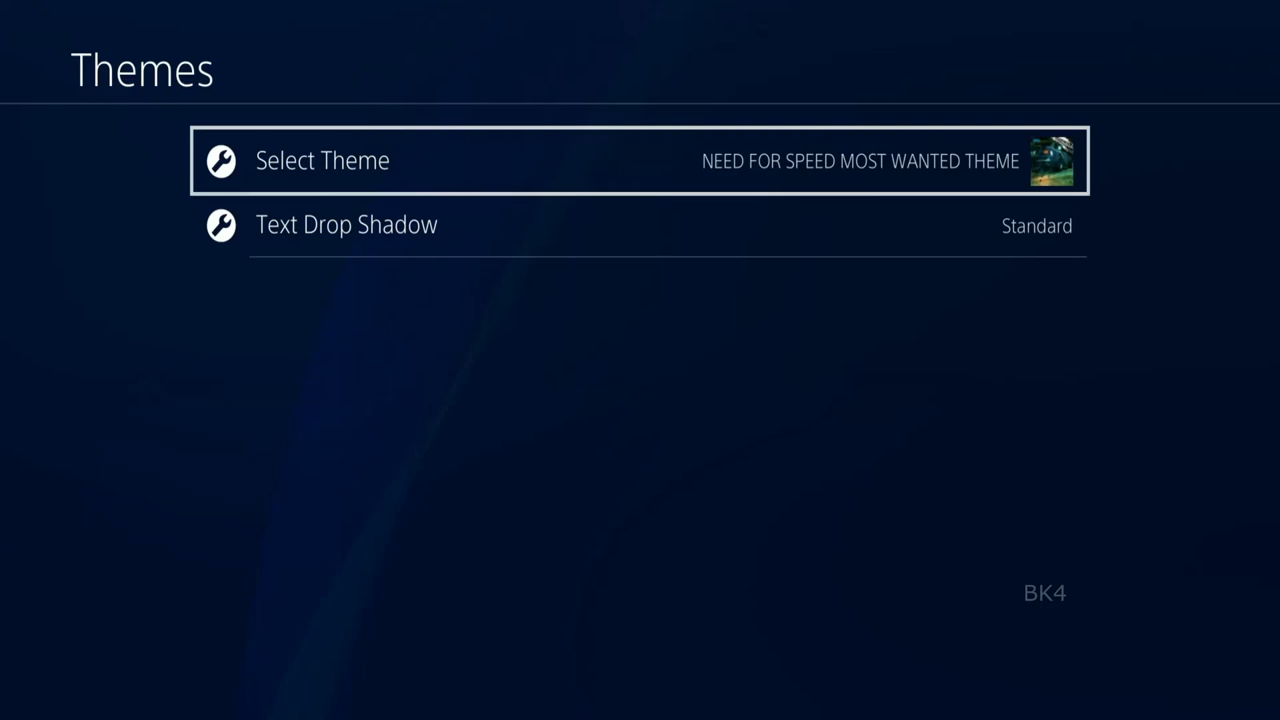 Themes
Select Theme NEED FOR SPEED MOST WANTED THEME
Text Drop Shadow Standard
BK4